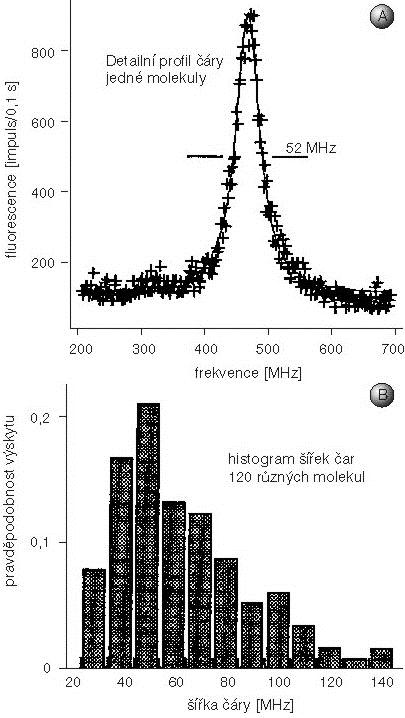 A
800
Detailní profil čáry
jedné molekuly
600
52 MHz
400
200
fluorescence [impuls/0,1 s]
200 300 400 500 600 700
frekvence [MHz]
B
0,2
histogram šířek čar
120 různých molekul
0,1
0
pravděpodobnost výskytu
20 40 60 80 100 120 140
šířka čáry [MHz]